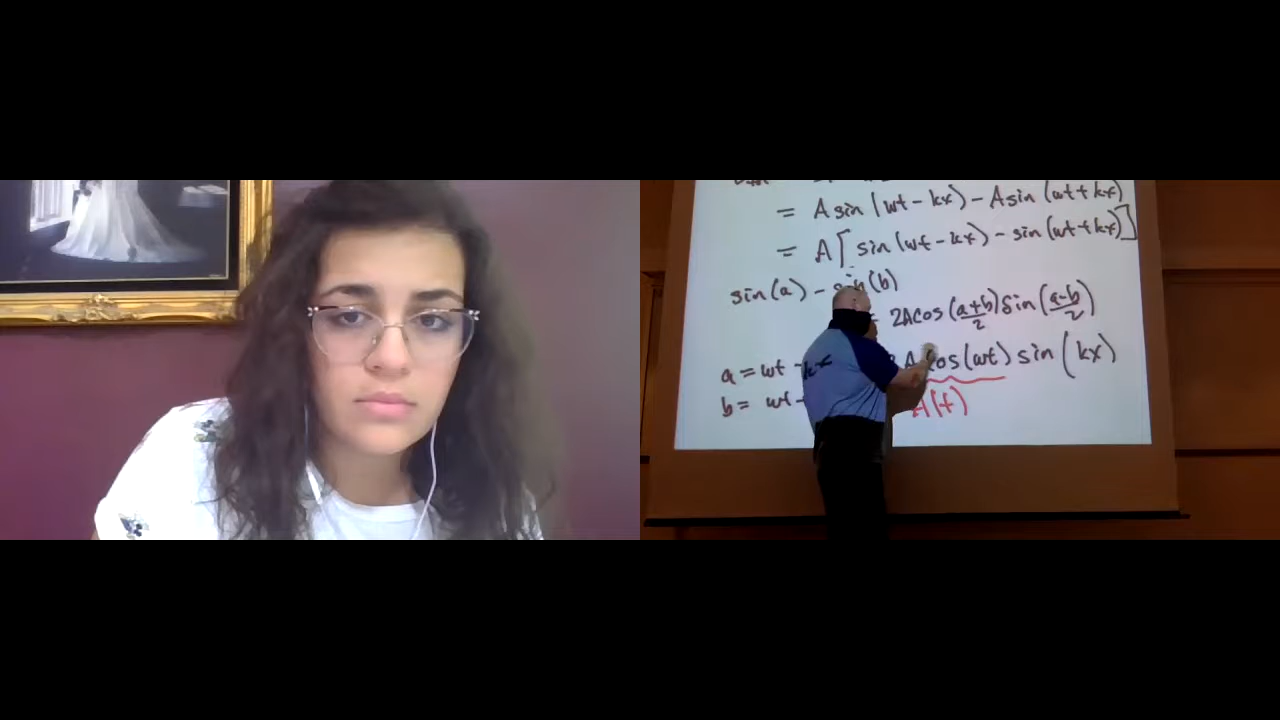 = A sin (wt - kx) - A sin (wt + kx)
= A[ sin (wt - kx) - sin (wt + kx)]
sin(a) - sin(b)
2A cos (a+b/2) sin (a-b/2)
a = wt - kx A cos(wt) sin (kx)
b = wt + A(t)